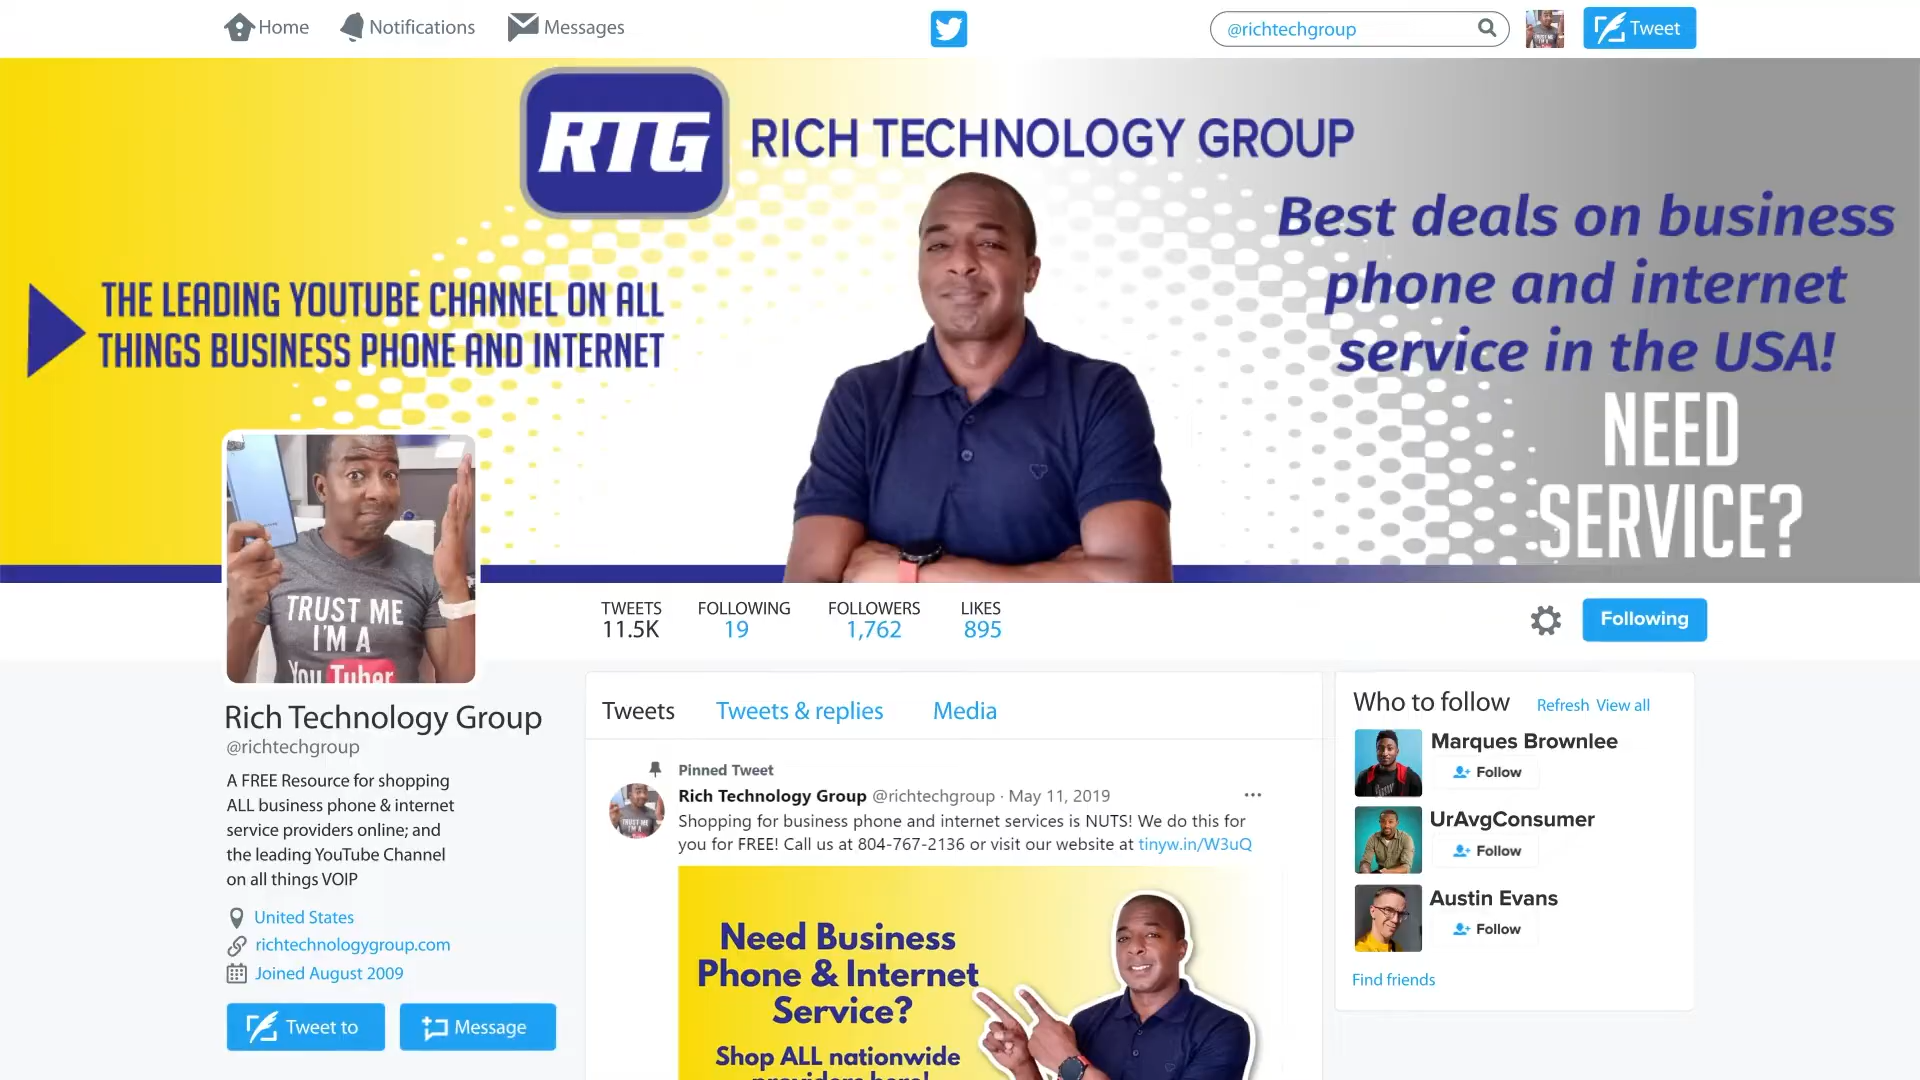 Home
Notifications
Messages
@richtechgroup
Tweet
RTG
RICH TECHNOLOGY GROUP
THE LEADING YOUTUBE CHANNEL ON ALL
THINGS BUSINESS PHONE AND INTERNET
Best deals on business
phone and internet
service in the USA!
NEED
SERVICE?
TRUST ME
I'M A
You Tuber
TWEETS
11.5K
FOLLOWING
19
FOLLOWERS
1,762
LIKES
895
Following
Rich Technology Group
@richtechgroup
A FREE Resource for shopping
ALL business phone & internet
service providers online; and
the leading YouTube Channel
on all things VOIP
United States
richtechnologygroup.com
Joined August 2009
Tweet to
Message
Tweets
Tweets & replies
Media
Pinned Tweet
Rich Technology Group @richtechgroup · May 11, 2019
Shopping for business phone and internet services is NUTS! We do this for
you for FREE! Call us at 804-767-2136 or visit our website at tinyw.in/W3uQ
Need Business
Phone & Internet
Service?
Shop ALL nationwide
providers here!
Who to follow
Refresh View all
Marques Brownlee
Follow
UrAvgConsumer
Follow
Austin Evans
Follow
Find friends